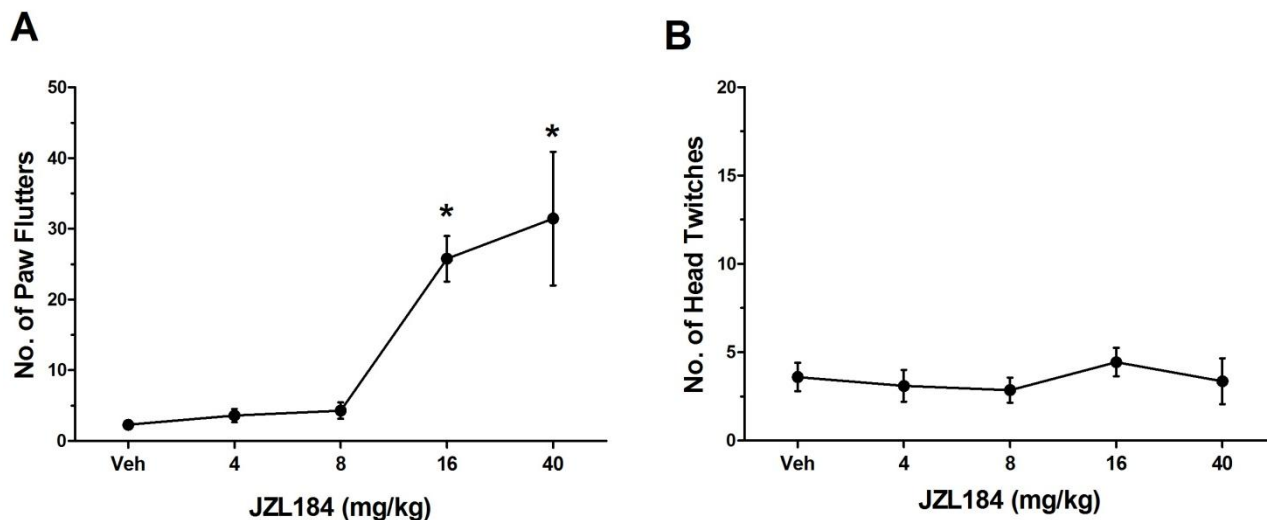 A
No. of Paw Flutters
50
40
30
20
10
0
*
*
Veh 4 8 16 40
JZL184 (mg/kg)
B
No. of Head Twitches
20
15
10
5
0
Veh 4 8 16 40
JZL184 (mg/kg)